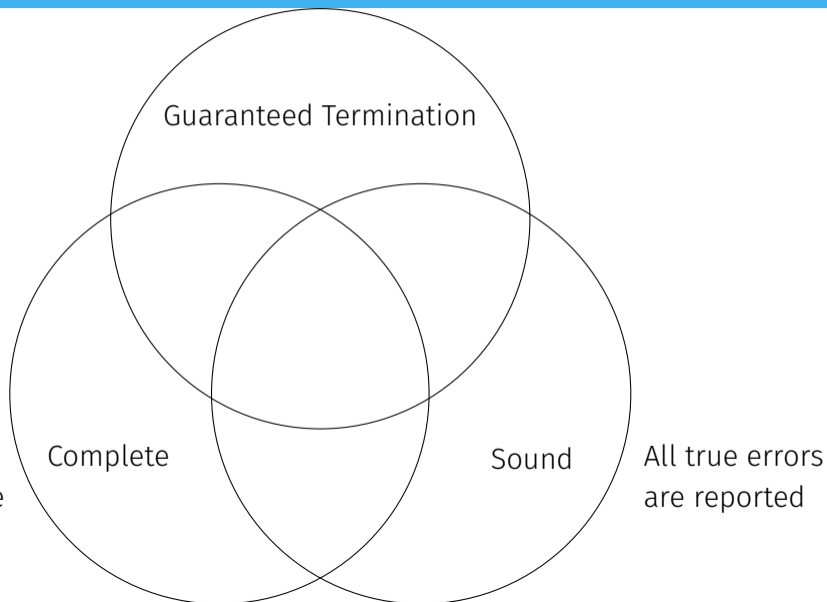 Guaranteed Termination
Complete
Sound
All true errors
are reported